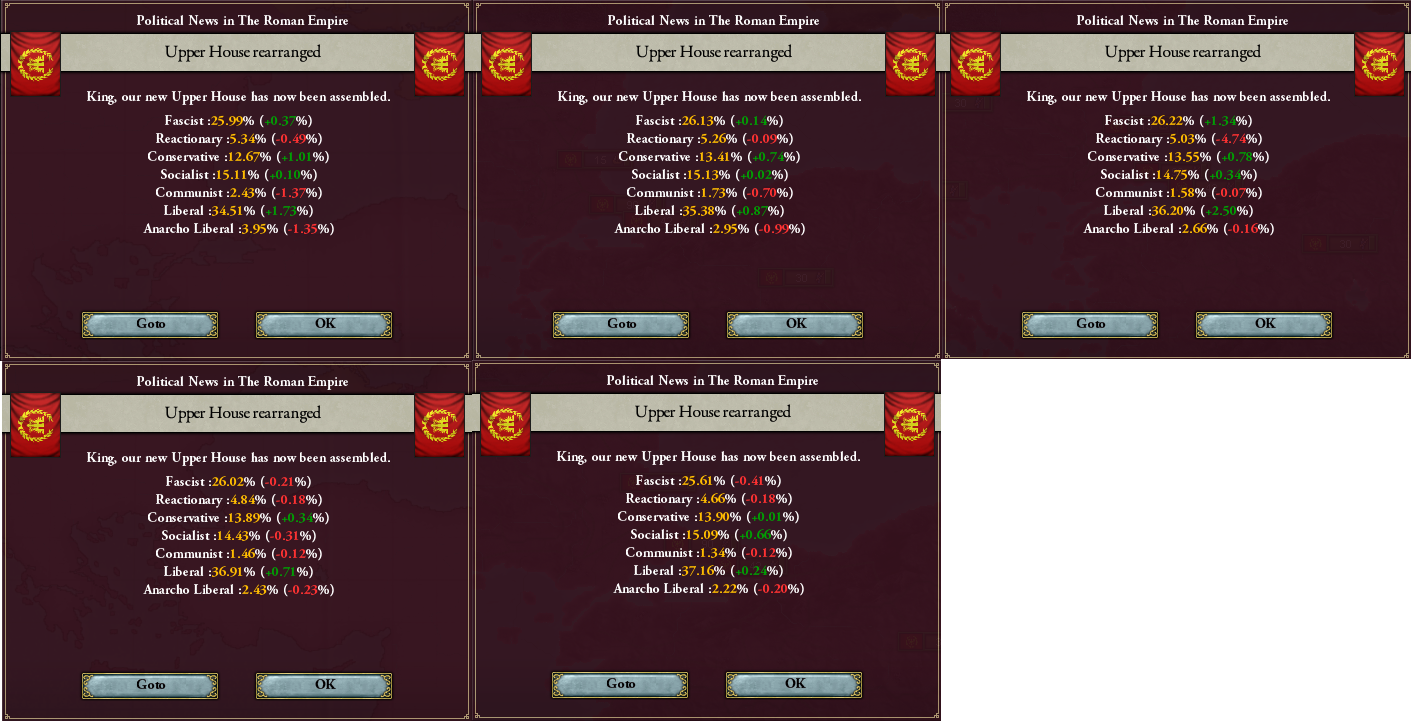 Political News in The Roman Empire
Upper House rearranged
King, our new Upper House has now been assembled.
Fascist :25.99% (+0.37%)
Reactionary :5.34% (-0.49%)
Conservative :12.67% (+1.01%)
Socialist :15.11% (+0.10%)
Communist :2.43% (-1.37%)
Liberal :34.51% (+1.73%)
Anarcho Liberal :3.95% (-1.35%)
Goto
OK
Political News in The Roman Empire
Upper House rearranged
King, our new Upper House has now been assembled.
Fascist :26.13% (+0.14%)
Reactionary :5.26% (-0.09%)
Conservative :13.41% (+0.74%)
Socialist :15.13% (+0.02%)
Communist :1.73% (-0.70%)
Liberal :35.38% (+0.87%)
Anarcho Liberal :2.95% (-0.99%)
Goto
OK
Political News in The Roman Empire
Upper House rearranged
King, our new Upper House has now been assembled.
Fascist :26.22% (+1.34%)
Reactionary :5.03% (-4.74%)
Conservative :13.55% (+0.78%)
Socialist :14.75% (+0.34%)
Communist :1.58% (-0.07%)
Liberal :36.20% (+2.50%)
Anarcho Liberal :2.66% (-0.16%)
Goto
OK
Political News in The Roman Empire
Upper House rearranged
King, our new Upper House has now been assembled.
Fascist :26.02% (-0.21%)
Reactionary :4.84% (-0.18%)
Conservative :13.89% (+0.34%)
Socialist :14.43% (-0.31%)
Communist :1.46% (-0.12%)
Liberal :36.91% (+0.71%)
Anarcho Liberal :2.43% (-0.23%)
Goto
OK
Political News in The Roman Empire
Upper House rearranged
King, our new Upper House has now been assembled.
Fascist :25.61% (-0.41%)
Reactionary :4.66% (-0.18%)
Conservative :13.90% (+0.01%)
Socialist :15.09% (+0.66%)
Communist :1.34% (-0.12%)
Liberal :37.16% (+0.24%)
Anarcho Liberal :2.22% (-0.20%)
Goto
OK